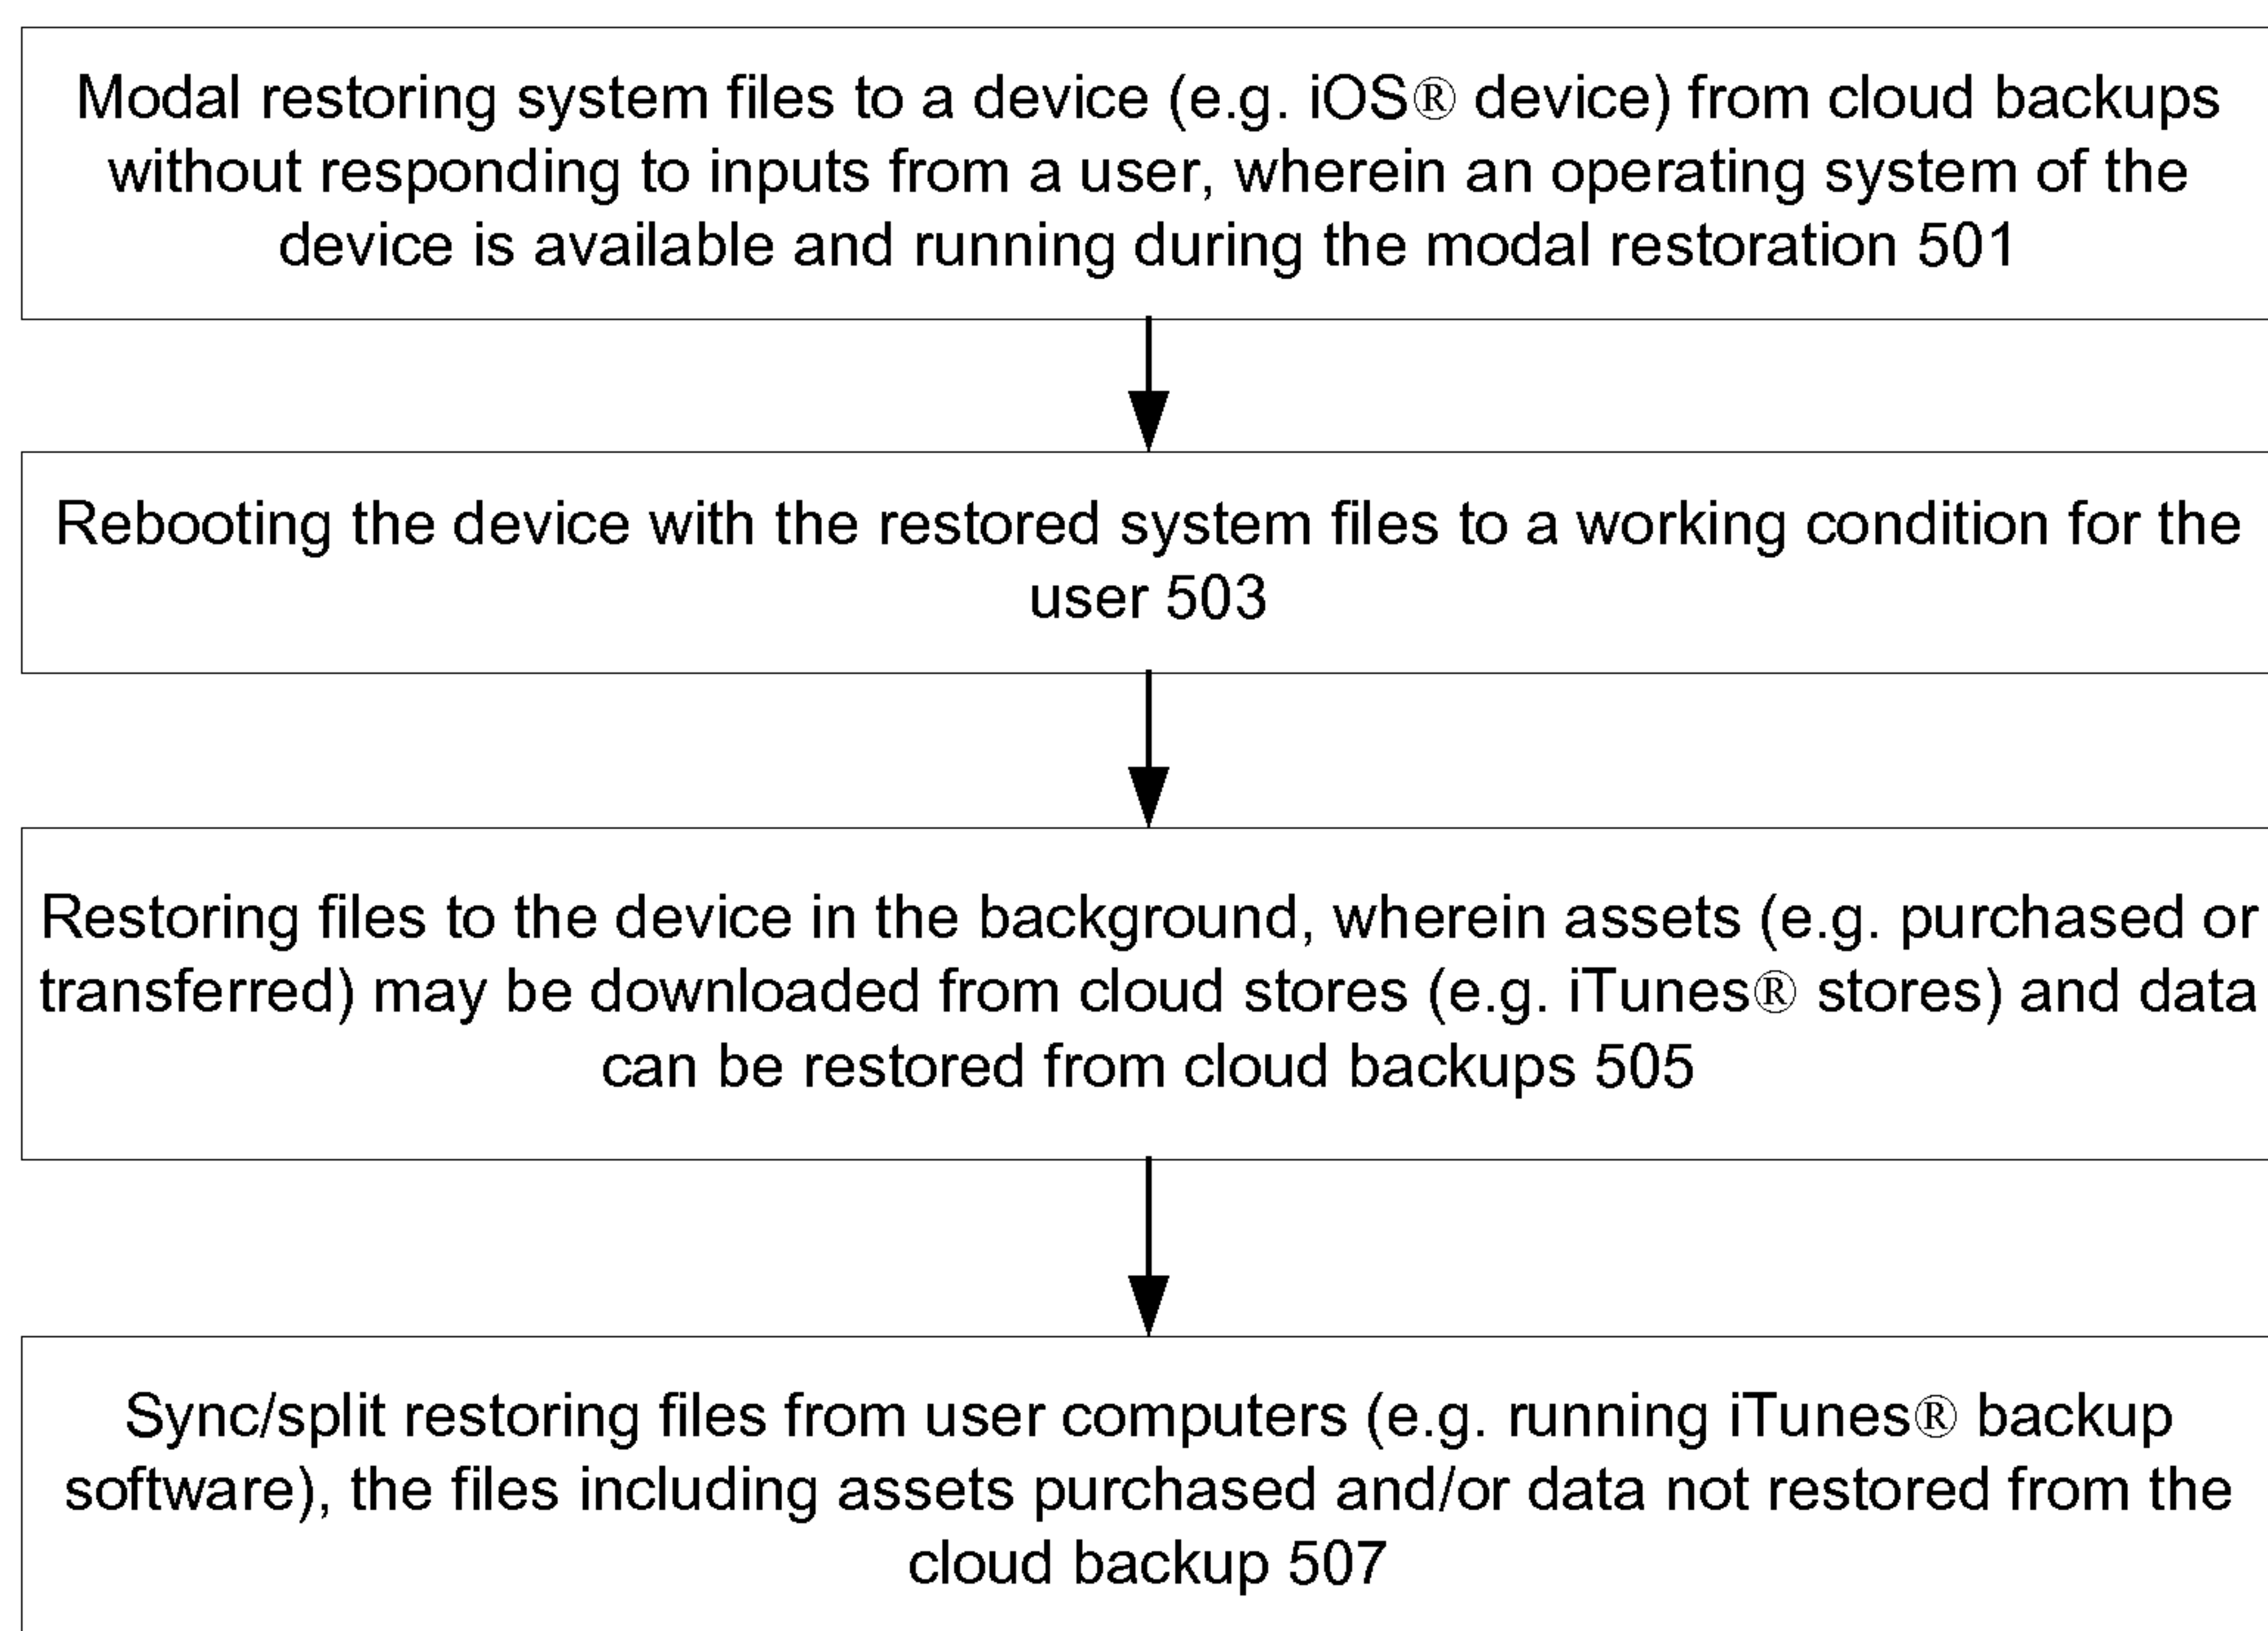 Modal restoring system files to a device (e.g. iOS® device) from cloud backups
without responding to inputs from a user, wherein an operating system of the
device is available and running during the modal restoration 501
Rebooting the device with the restored system files to a working condition for the
user 503
Restoring files to the device in the background, wherein assets (e.g. purchased or
transferred) may be downloaded from cloud stores (e.g. iTunes® stores) and data
can be restored from cloud backups 505
Sync/split restoring files from user computers (e.g. running iTunes® backup
software), the files including assets purchased and/or data not restored from the
cloud backup 507